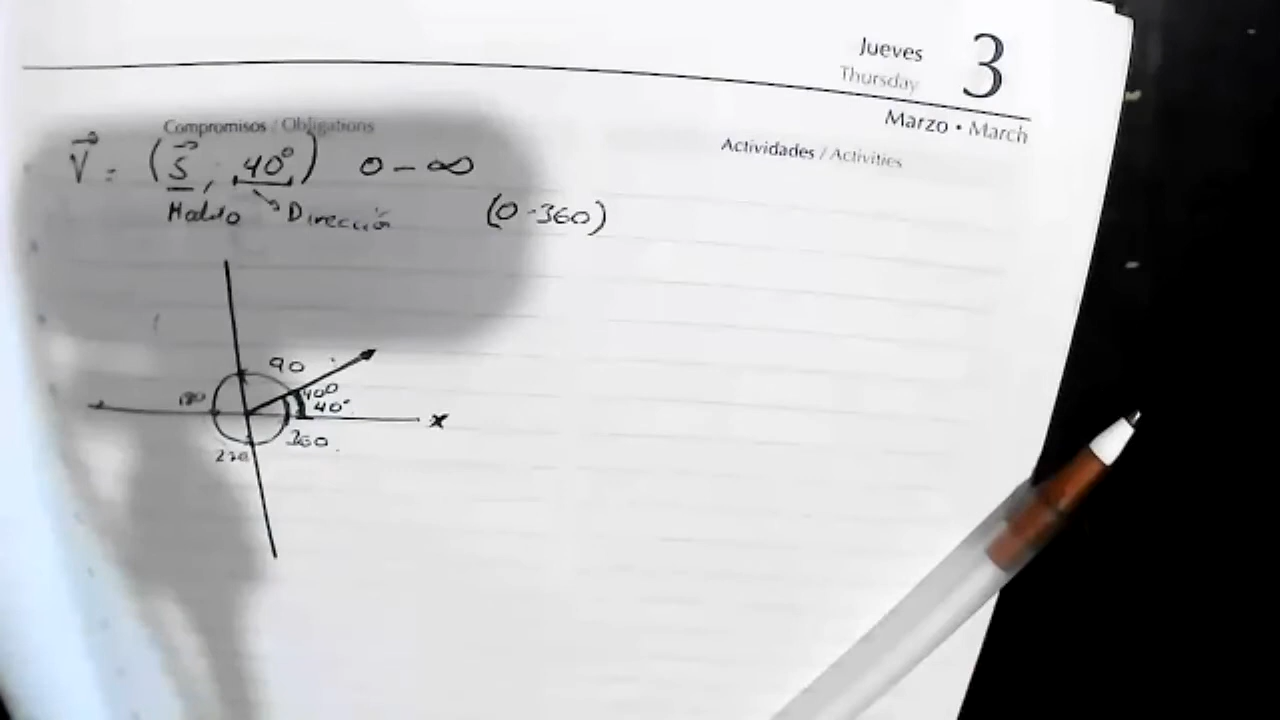 Jueves 3
Thursday
Marzo • March
Compromisos / Obligations
Actividades / Activities
V⃗ = (5⃗, 40°) 0 – ∞
Modulo Dirección (0-360)
90
180 40°
40° x
270 360